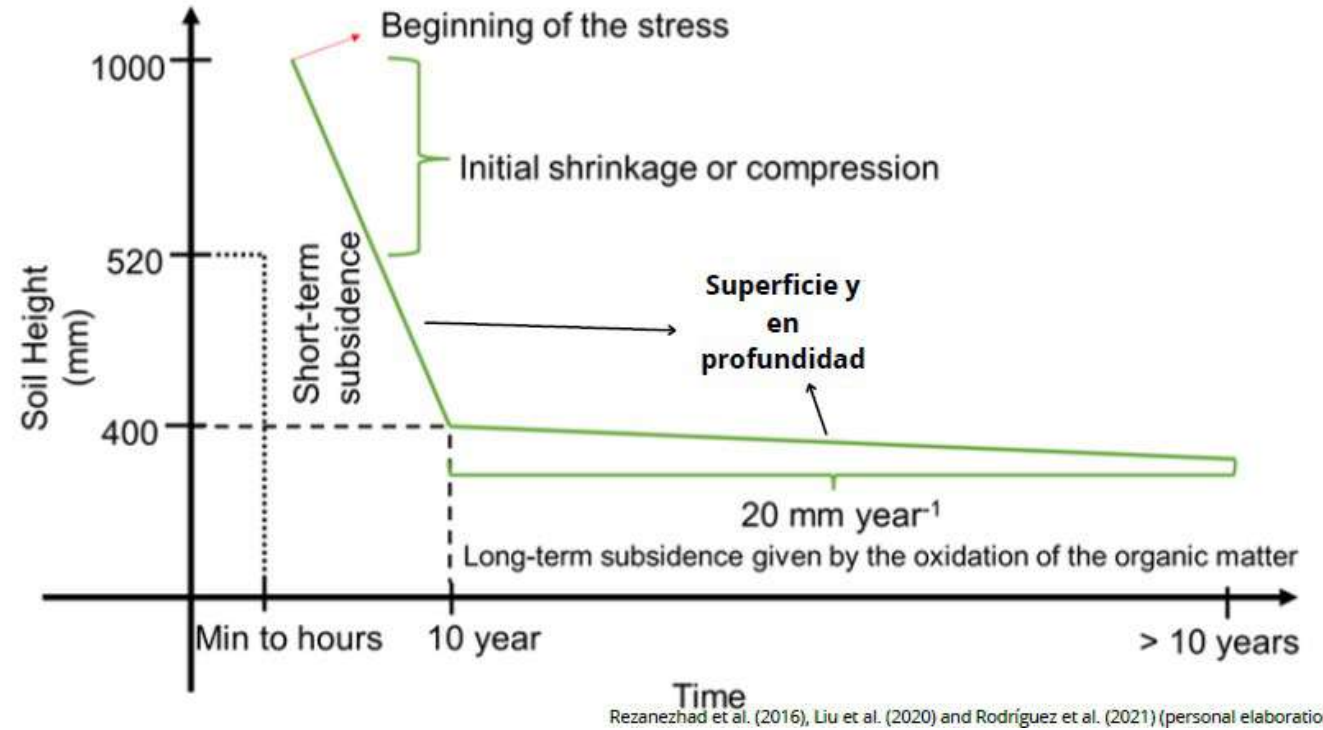 Beginning of the stress
1000
Initial shrinkage or compression
520
Short-term
subsidence
Soil Height
(mm)
Superficie y
en
profundidad
400
20 mm year⁻¹
Long-term subsidence given by the oxidation of the organic matter
Min to hours
10 year
> 10 years
Time
Rezanezhad et al. (2016), Liu et al. (2020) and Rodríguez et al. (2021) (personal elaboratio